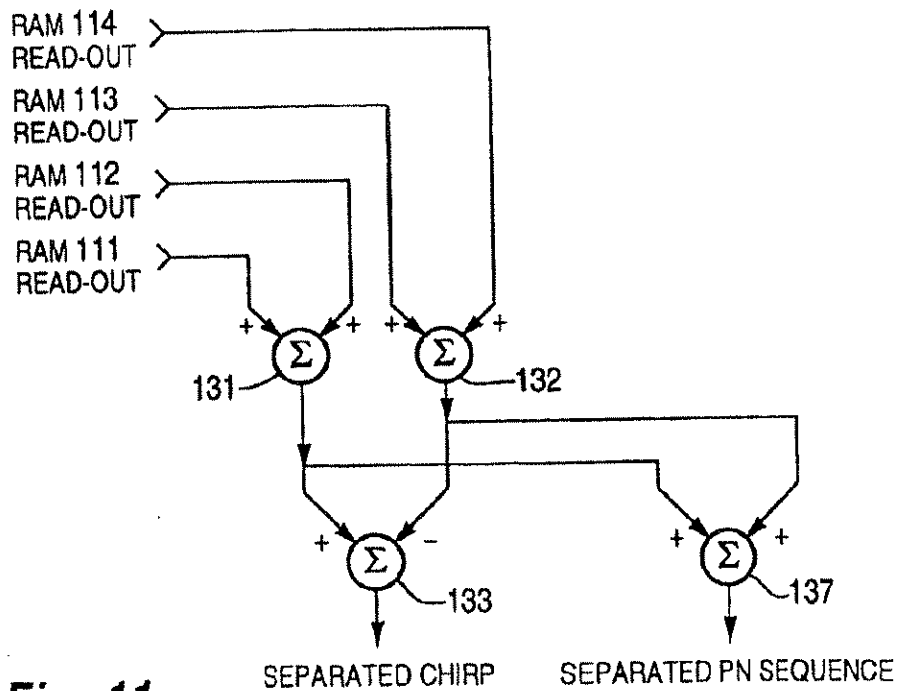 RAM 114
READ-OUT
RAM 113
READ-OUT
RAM 112
READ-OUT
RAM 111
READ-OUT
+ + + +
Σ Σ
131 132
+ - + +
Σ Σ
133 137
SEPARATED CHIRP SEPARATED PN SEQUENCE